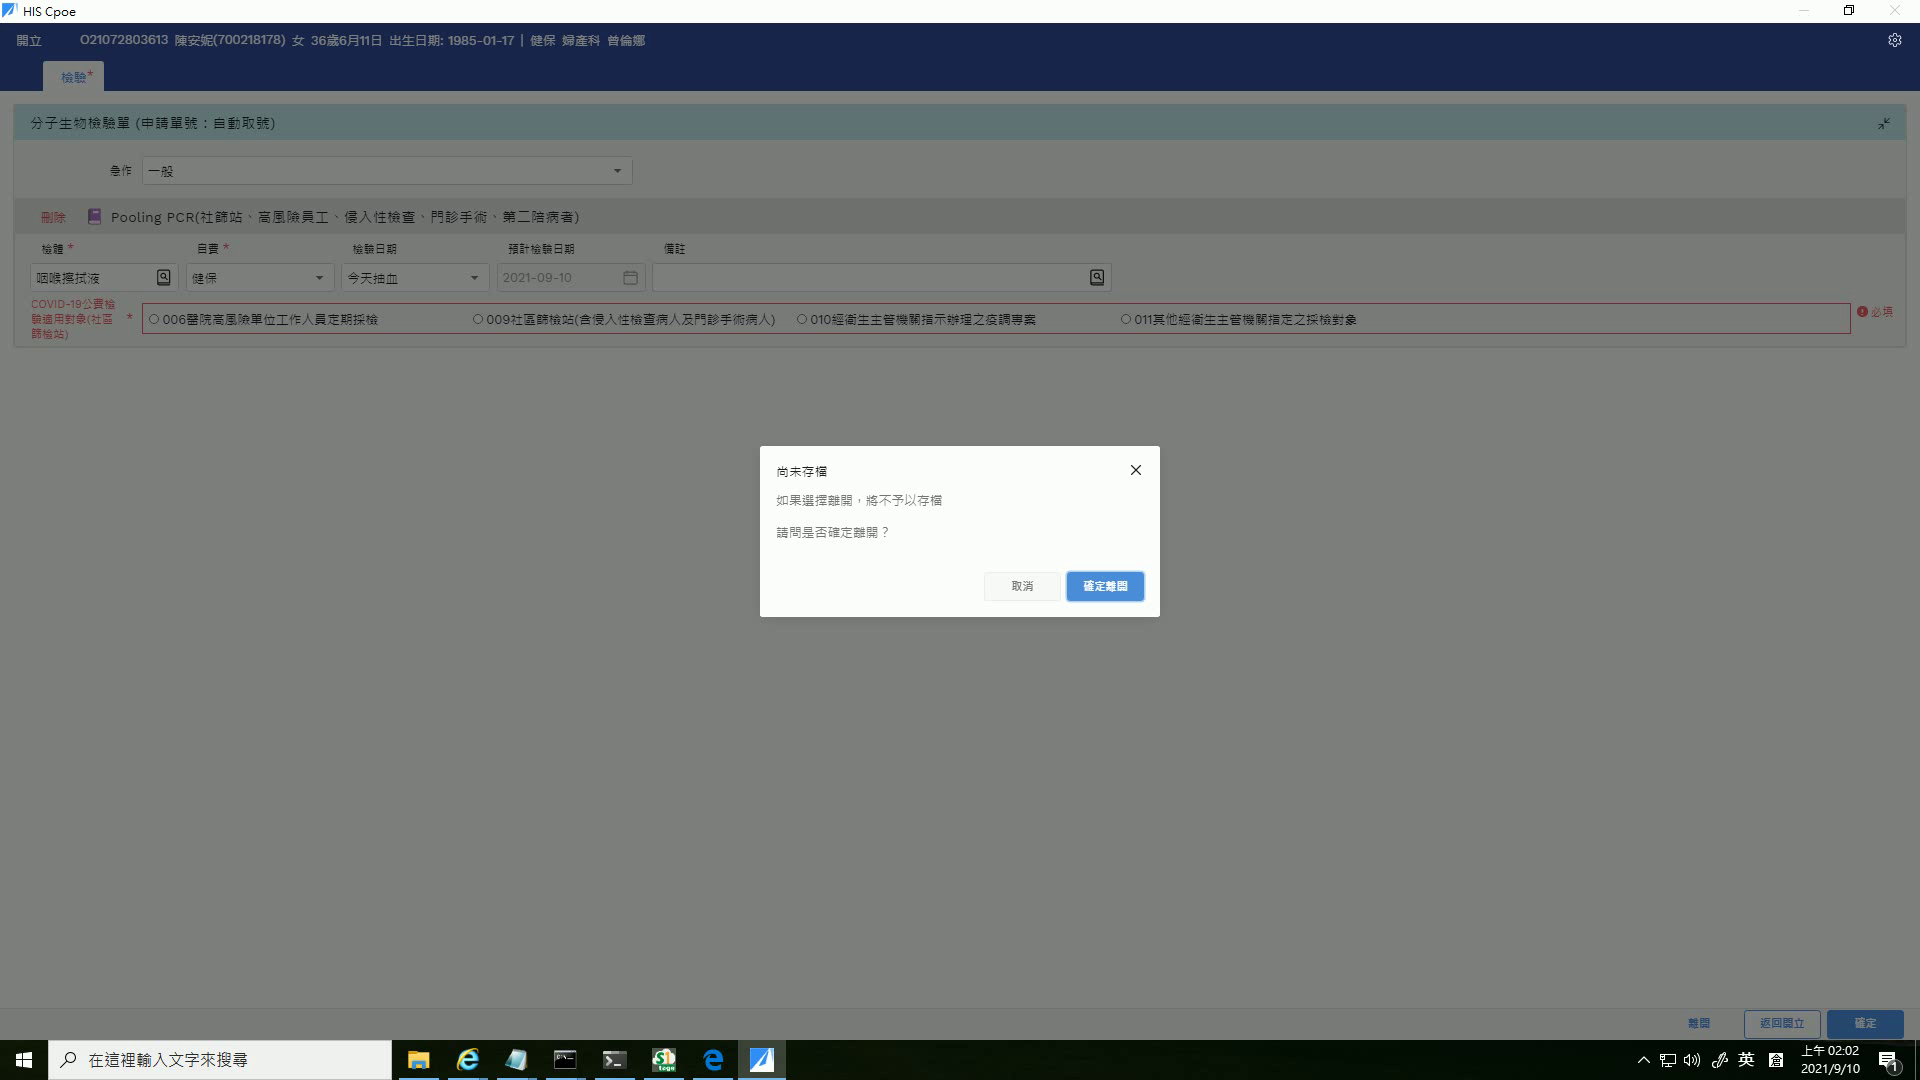 HIS Cpoe
開立 O21072803613 陳安妮(700218178) 女 36歲6月11日 出生日期: 1985-01-17 | 健保 婦產科 曾倫娜
檢驗*
分子生物檢驗單 (申請單號：自動取號)
急作 一般
刪除 Pooling PCR(社篩站、高風險員工、侵入性檢查、門診手術、第二陪病者)
檢體 * 自費 * 檢驗日期 預計檢驗日期 備註
咽喉擦拭液 健保 今天抽血 2021-09-10
COVID-19公費檢
驗適用對象(社區
篩檢站)
*
006醫院高風險單位工作人員定期採檢 009社區篩檢站(含侵入性檢查病人及門診手術病人) 010經衛生主管機關指示辦理之疫調專案 011其他經衛生主管機關指定之採檢對象
必填
尚未存檔
如果選擇離開，將不予以存檔
請問是否確定離開？
取消 確定離開
離開 返回開立 確定
在這裡輸入文字來搜尋
英
上午 02:02
2021/9/10
1